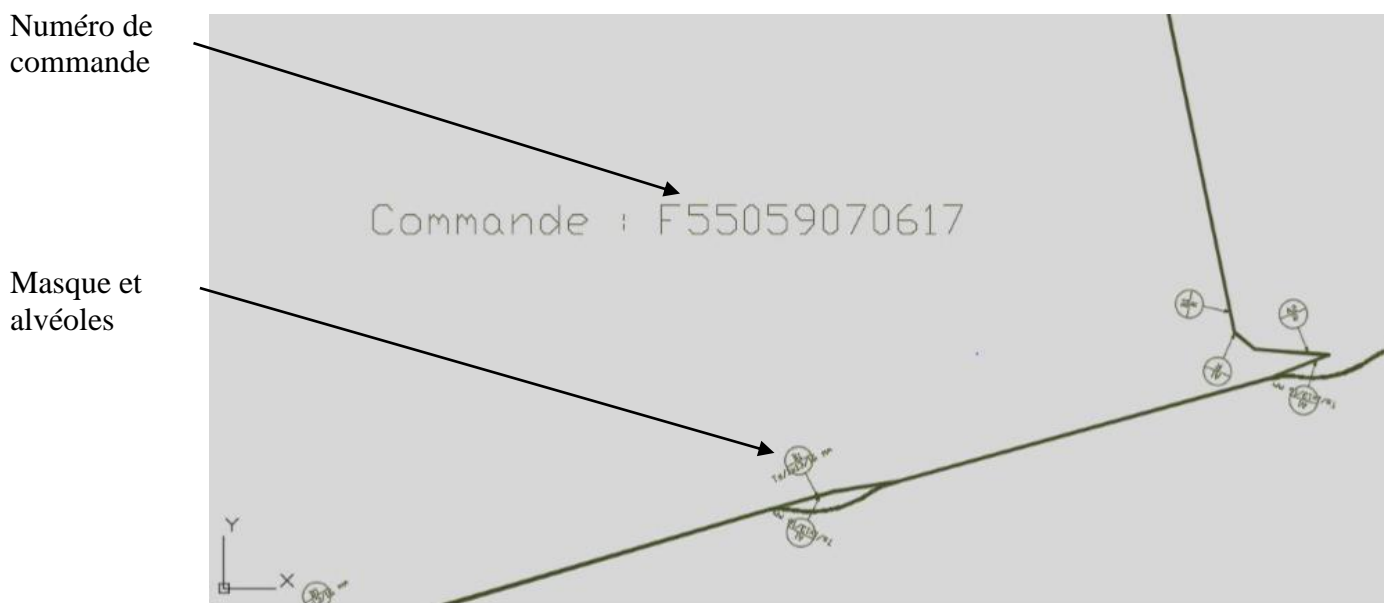 Numéro de
commande
Commande : F55059070617
Masque et
alvéoles
Y
X